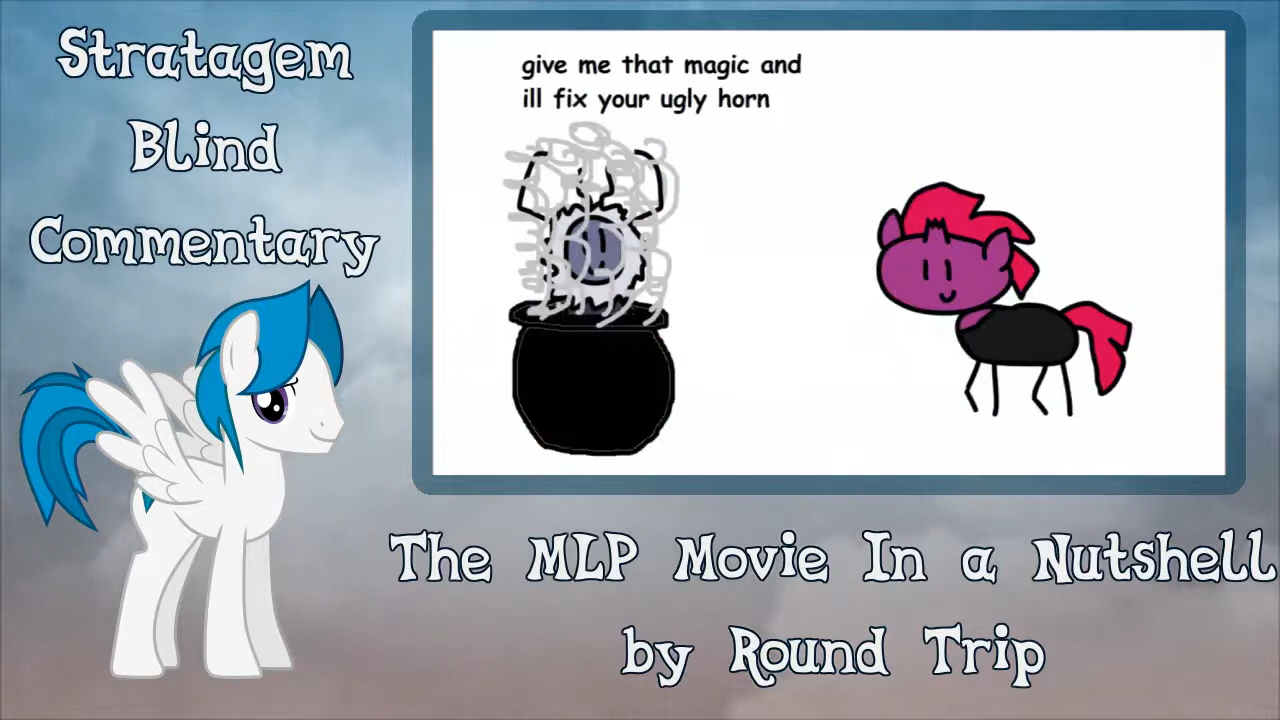 Stratagem
Blind
Commentary
give me that magic and
ill fix your ugly horn
The MLP Movie In a Nutshell
by Round Trip